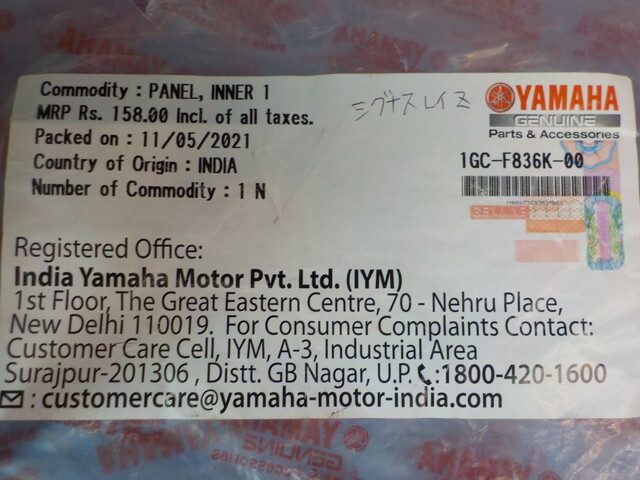 Commodity : PANEL, INNER 1
MRP Rs. 158.00 Incl. of all taxes.
Packed on : 11/05/2021
Country of Origin : INDIA
Number of Commodity : 1 N
シグナスレイZ
YAMAHA
GENUINE
Parts & Accessories
1GC-F836K-00
Registered Office:
India Yamaha Motor Pvt. Ltd. (IYM)
1st Floor, The Great Eastern Centre, 70 - Nehru Place,
New Delhi 110019. For Consumer Complaints Contact:
Customer Care Cell, IYM, A-3, Industrial Area
Surajpur-201306 , Distt. GB Nagar, U.P. :1800-420-1600
: customercare@yamaha-motor-india.com
YAMAHA
GENUINE